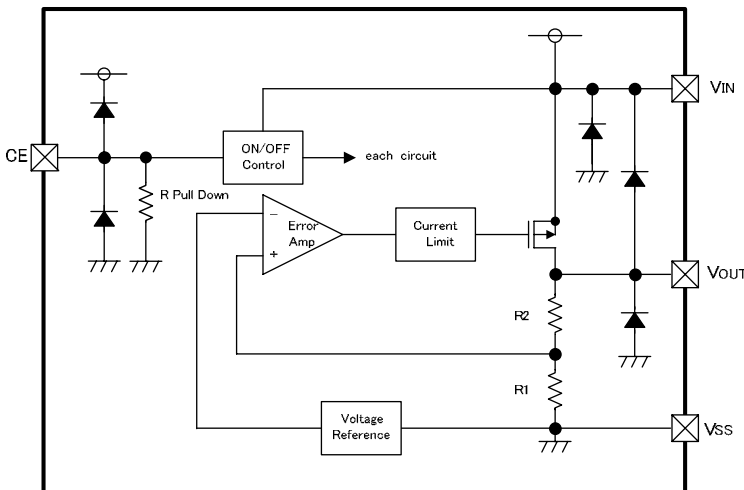 VIN
CE
ON/OFF
Control
each circuit
R Pull Down
−
Error
Amp
+
Current
Limit
VOUT
R2
R1
Voltage
Reference
VSS